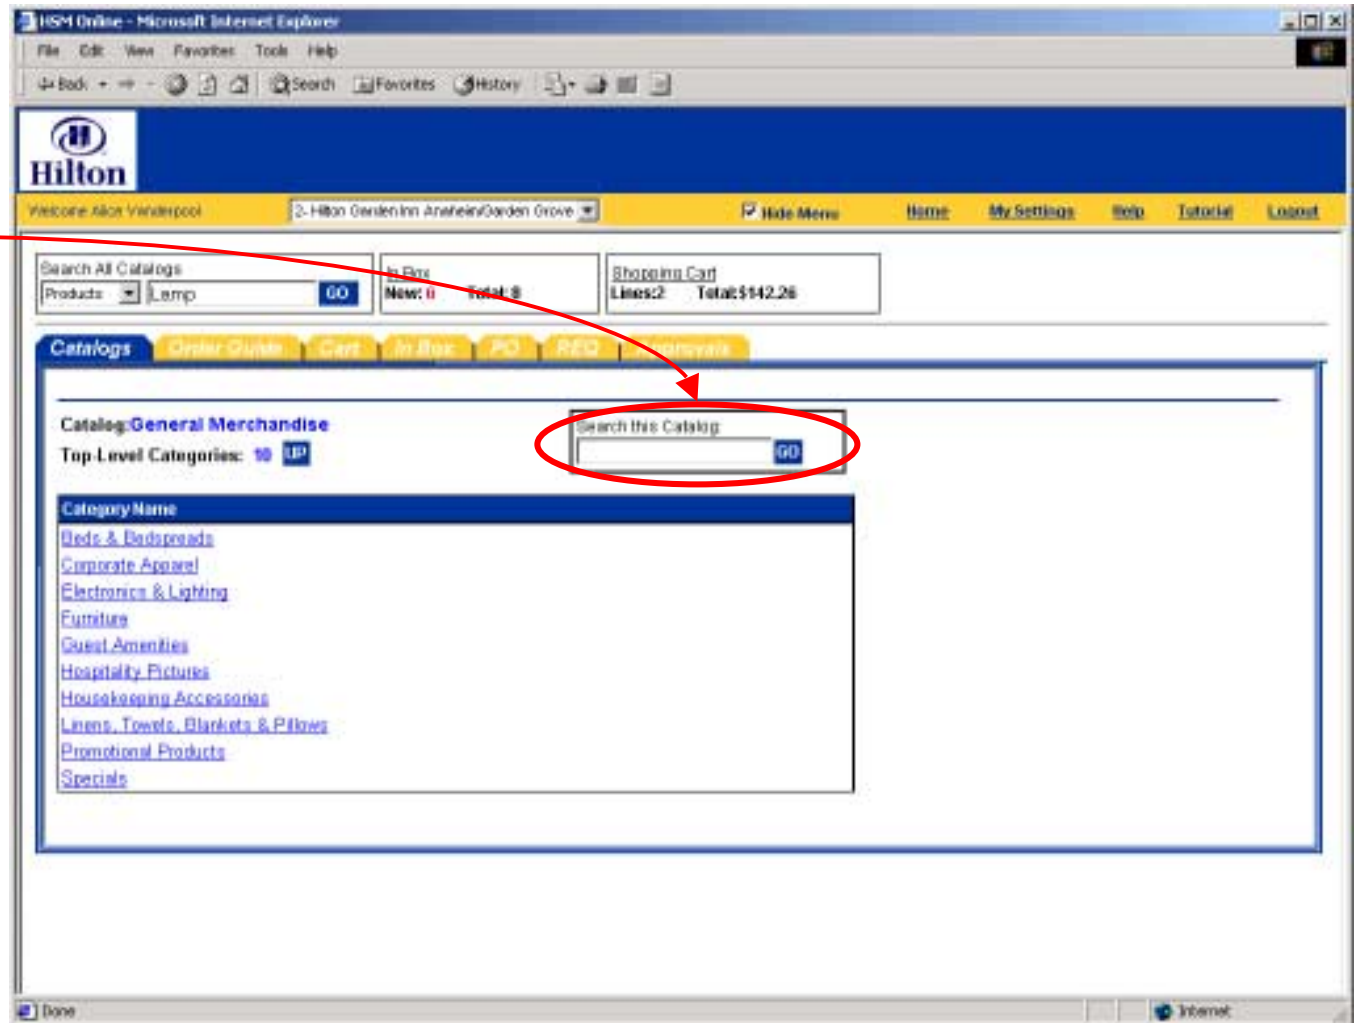 HSM Online - Microsoft Internet Explorer
File Edit View Favorites Tools Help
Back Search Favorites History
Hilton
Welcome Alice Vanderpool 2- Hilton Garden Inn Anaheim/Garden Grove Hide Menu Home My Settings Help Tutorial Logout
Search All Catalogs In Box Shopping Cart
Products Lamp GO New: 6 Total: 8 Lines:2 Total:$142.26
Catalogs Order Guide Cart In Box PO REQ Approvals
Catalog:General Merchandise Search this Catalog:
Top-Level Categories: 10 UP GO
Category Name
Beds & Bedspreads
Corporate Apparel
Electronics & Lighting
Furniture
Guest Amenities
Hospitality Pictures
Housekeeping Accessories
Linens, Towels, Blankets & Pillows
Promotional Products
Specials
Done Internet